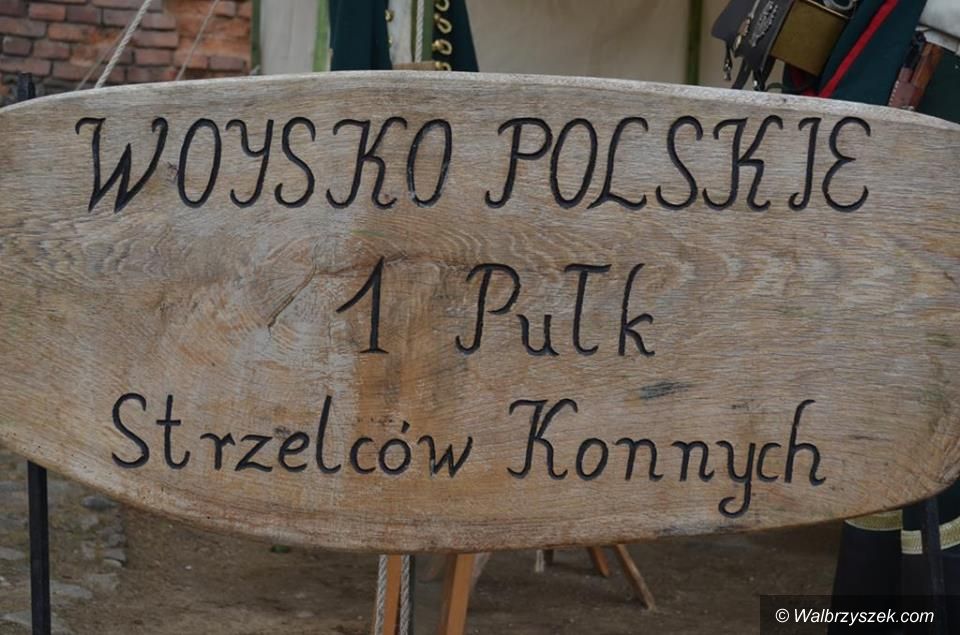 WOYSKO POLSKIE
1 Pułk
Strzelców Konnych
© Walbrzyszek.com